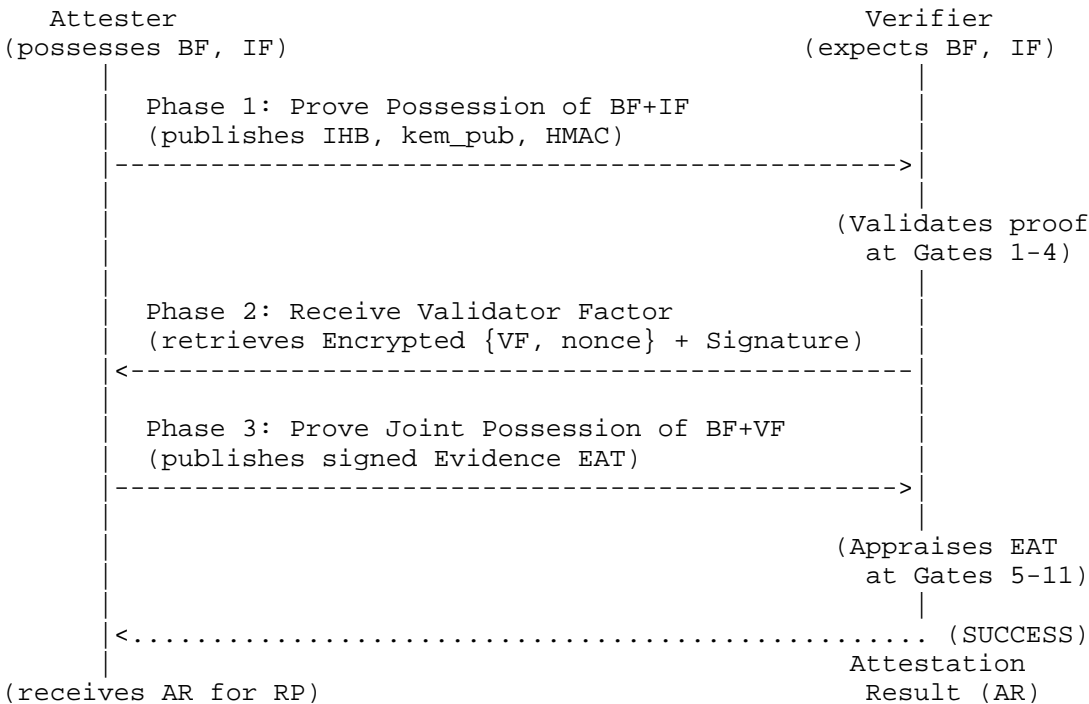 Attester Verifier
(possesses BF, IF) (expects BF, IF)
Phase 1: Prove Possession of BF+IF
(publishes IHB, kem_pub, HMAC)
(Validates proof
at Gates 1-4)
Phase 2: Receive Validator Factor
(retrieves Encrypted {VF, nonce} + Signature)
Phase 3: Prove Joint Possession of BF+VF
(publishes signed Evidence EAT)
(Appraises EAT
at Gates 5-11)
(SUCCESS)
Attestation
(receives AR for RP) Result (AR)